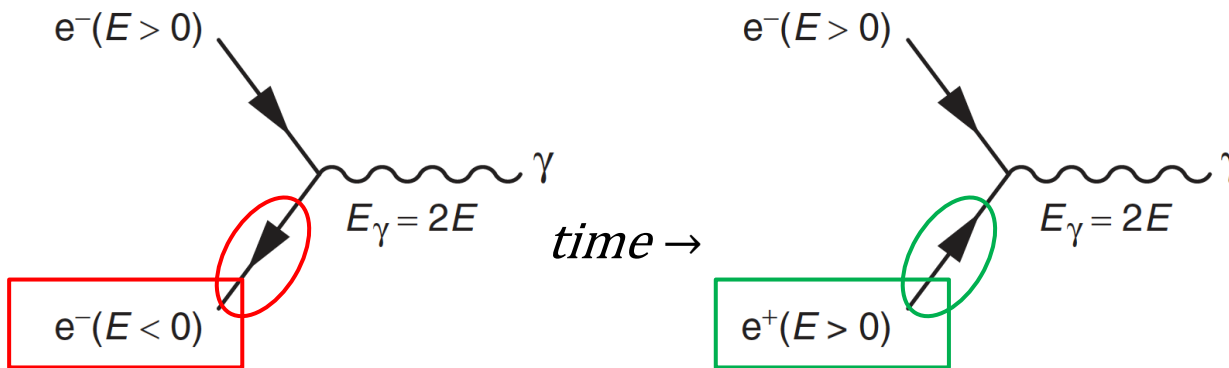 e⁻(E > 0)
γ
E_γ = 2E
e⁻(E < 0)
time →
e⁻(E > 0)
γ
E_γ = 2E
e⁺(E > 0)